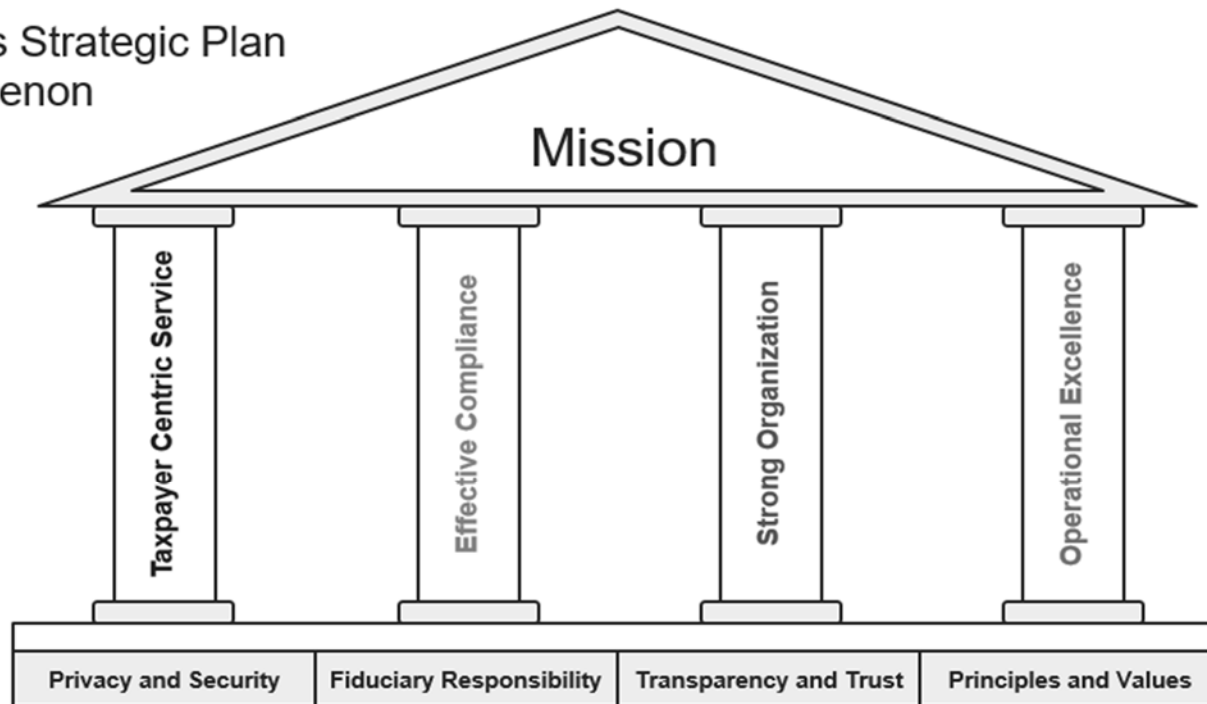 s Strategic Plan
enon
Mission
Taxpayer Centric Service
Effective Compliance
Strong Organization
Operational Excellence
Privacy and Security
Fiduciary Responsibility
Transparency and Trust
Principles and Values